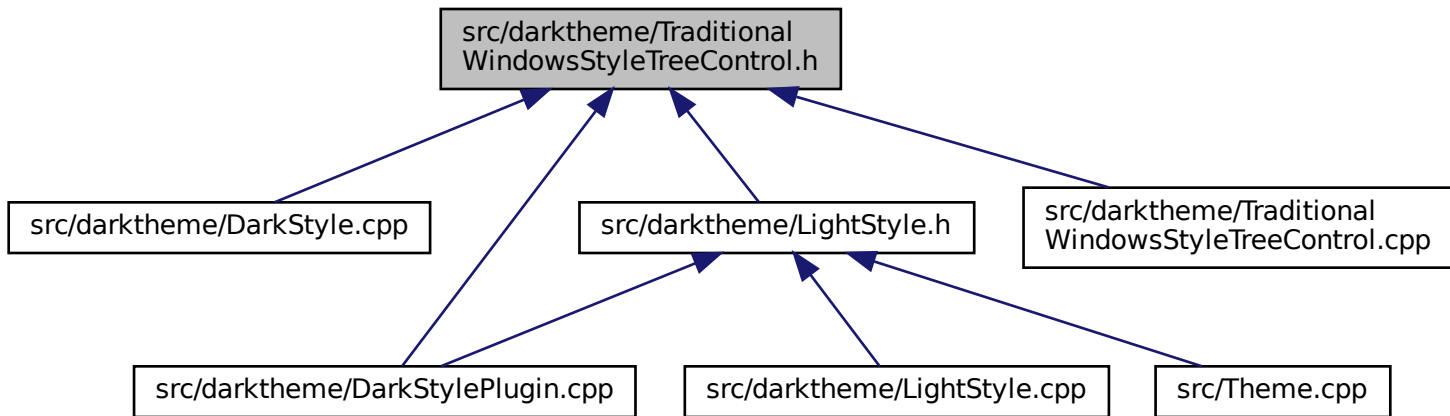 src/darktheme/Traditional
WindowsStyleTreeControl.h
src/darktheme/DarkStyle.cpp
src/darktheme/LightStyle.h
src/darktheme/Traditional
WindowsStyleTreeControl.cpp
src/darktheme/DarkStylePlugin.cpp
src/darktheme/LightStyle.cpp
src/Theme.cpp